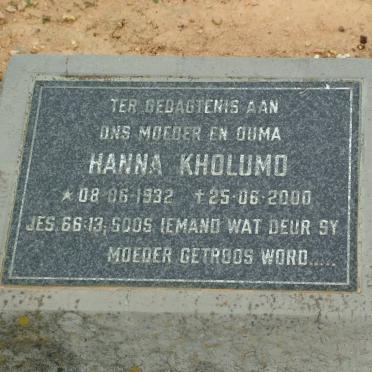 TER GEDAGTENIS AAN
ONS MOEDER EN OUMA
HANNA KHOLUMO
★08-06-1932 ✝25-06-2000
JES. 66-13; SOOS IEMAND WAT DEUR SY
MOEDER GETROOS WORD.....